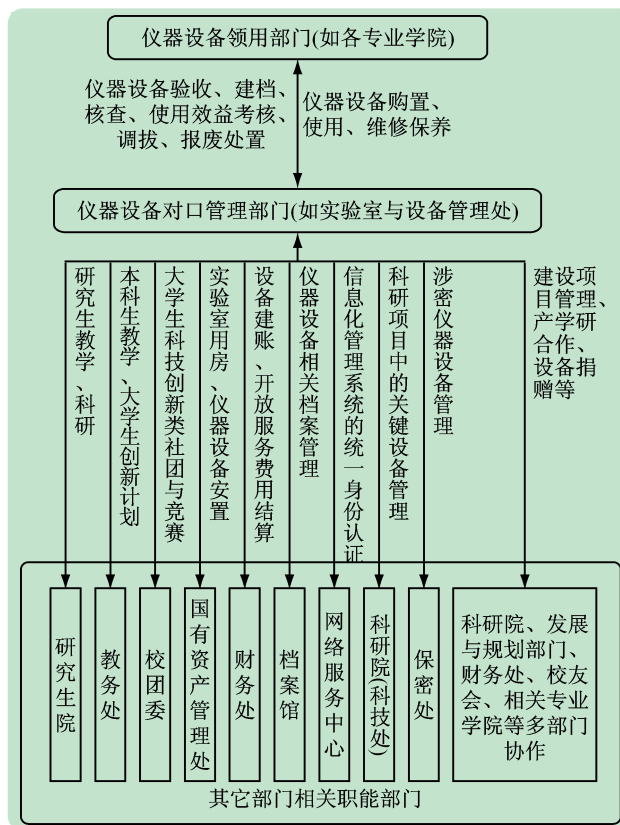 仪器设备领用部门(如各专业学院)
仪器设备验收、建档、
核查、使用效益考核、
调拔、报废处置
仪器设备购置、
使用、维修保养
仪器设备对口管理部门(如实验室与设备管理处)
研究生教学、科研
本科生教学、大学生创新计划
大学生科技创新类社团与竞赛
实验室用房、仪器设备安置
设备建账、开放服务费用结算
仪器设备相关档案管理
信息化管理系统的统一身份认证
科研项目中的关键设备管理
涉密仪器设备管理
建设项
目管理、
产学研
合作、
设备捐
赠等
研究生院
教务处
校团委
国有资产管理处
财务处
档案馆
网络服务中心
科研院(科技处)
保密处
科研院、发展
与规划部门、
财务处、校友
会、相关专业
学院等多部门
协作
其它部门相关职能部门